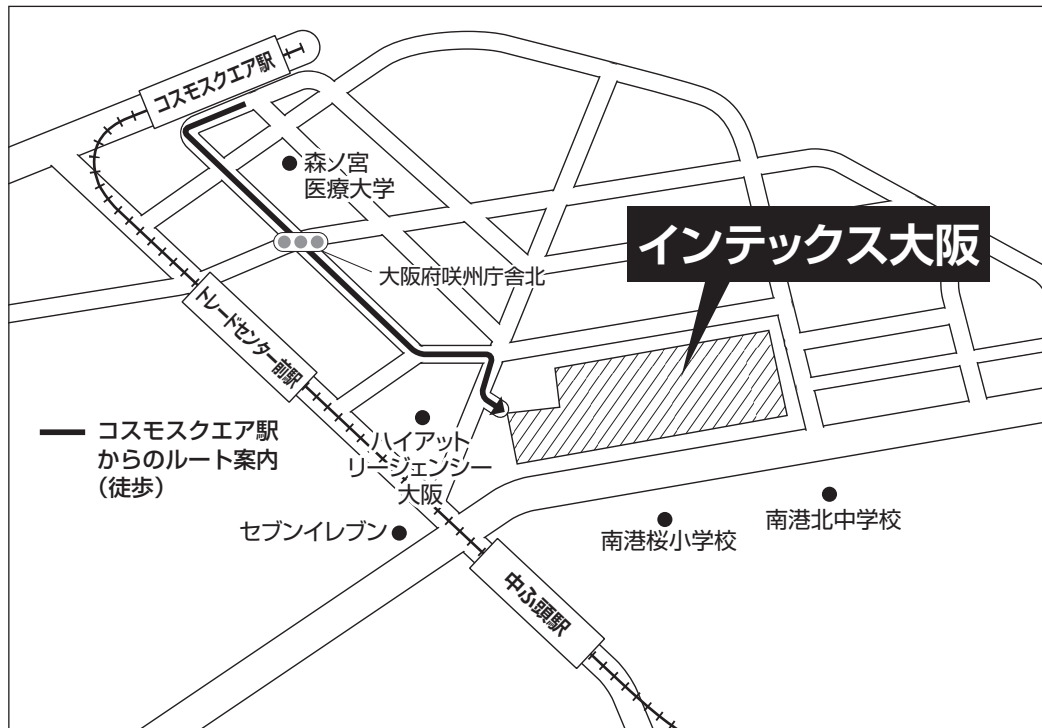 コスモスクエア駅
森ノ宮
医療大学
インテックス大阪
大阪府咲州庁舎北
トレードセンター前駅
コスモスクエア駅
からのルート案内
(徒歩)
ハイアット
リージェンシー
大阪
セブンイレブン
南港桜小学校
南港北中学校
中ふ頭駅